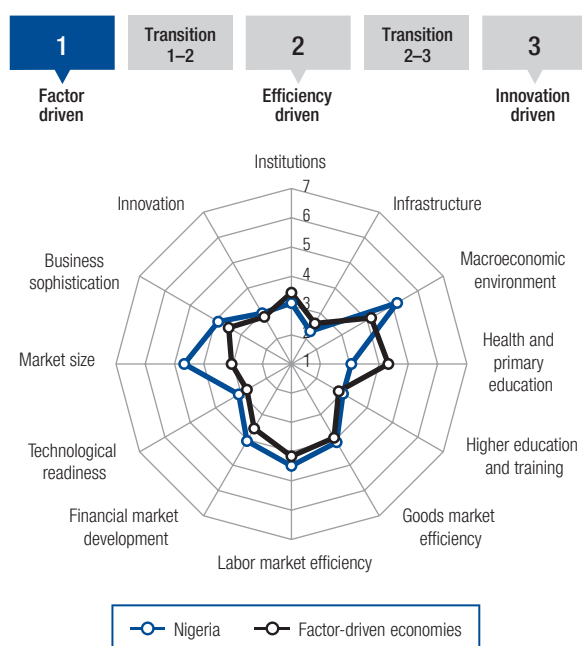 1
Transition
1–2
2
Transition
2–3
3
Factor
driven
Efficiency
driven
Innovation
driven
Institutions
7
6
5
4
3
2
1
Infrastructure
Macroeconomic
environment
Health and
primary
education
Higher education
and training
Goods market
efficiency
Labor market efficiency
Financial market
development
Technological
readiness
Market size
Business
sophistication
Innovation
Nigeria
Factor-driven economies